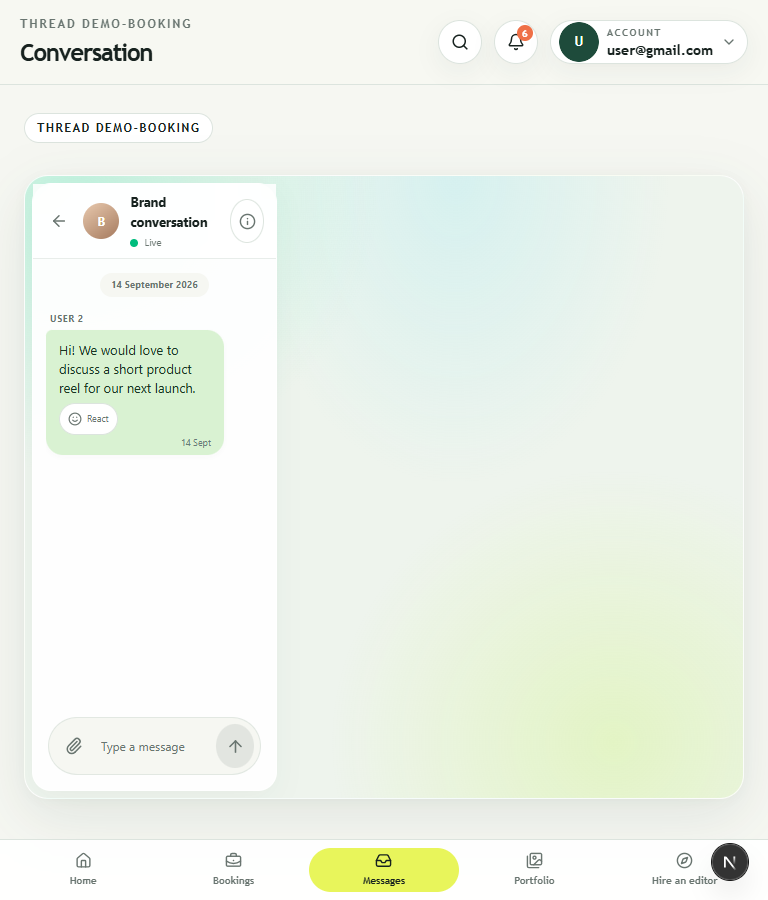 THREAD DEMO-BOOKING
Conversation
6
U
ACCOUNT
user@gmail.com
THREAD DEMO-BOOKING
B
Brand
conversation
Live
14 September 2026
USER 2
Hi! We would love to
discuss a short product
reel for our next launch.
React
14 Sept
Type a message
Home
Bookings
Messages
Portfolio
Hire an editor
N